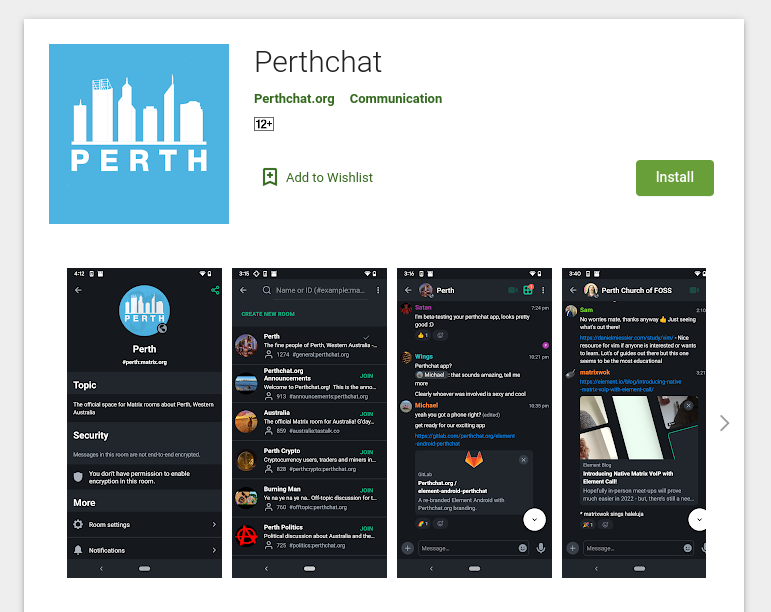 Perthchat
Perthchat.org Communication
12+
Add to Wishlist
Install
PERTH
4:12
PERTH
Perth
#perth:matrix.org
Topic
The official space for Matrix rooms about Perth, Western
Australia
Security
Messages in this room are not end-to-end encrypted.
You don't have permission to enable
encryption in this room.
More
Room settings
Notifications
3:15
Name or ID (#example:ma...
CREATE NEW ROOM
Perth
The fine people of Perth, Western Australia -...
1274 #general:perthchat.org
Perthchat.org
Announcements
JOIN
Welcome to Perthchat.org! This is the anno...
913 #announcements:perthchat.org
Australia
JOIN
The official Matrix room for Australia! G'day...
859 #australia:tastalk.co
Perth Crypto
JOIN
Cryptocurrency users, traders and miners in...
828 #perthcrypto:perthchat.org
Burning Man
JOIN
Ya na ye na ye na.. Off-topic discussion for t...
760 #offtopic:perthchat.org
Perth Politics
JOIN
Political discussion about Australia and the...
725 #politics:perthchat.org
3:16
Perth
Satan 7:24 pm
I'm beta-testing your perthchat app, looks pretty
good :D
1
Wings 10:21 pm
Perthchat app?
Michael : that sounds amazing, tell me
more
Clearly whoever was involved is sexy and cool
Michael 10:35 pm
yeah you got a phone right? (edited)
get ready for our exciting app
https://gitlab.com/perthchat.org/element
-android-perthchat
GitLab
Perthchat.org /
element-android-perthchat
A re-branded Element Android with
Perthchat.org branding.
1
Message...
3:40
Perth Church of FOSS
Sam 2:10
No worries mate, thanks anyway 👍 Just seeing
what's out there!
https://danielmiessler.com/study/vim/ - Nice
resource for vim if anyone is interested or wants
to learn. Lot's of guides out there but this one
seems to be the most educational!
matrixwok 3:21
https://element.io/blog/introducing-native
-matrix-voip-with-element-call/
Element Blog
Introducing Native Matrix VoIP with
Element Call!
Hopefully in-person meet-ups will prove
much easier in 2022 - but, there's still a nee...
* matrixwok sings haleluja
1
Message...